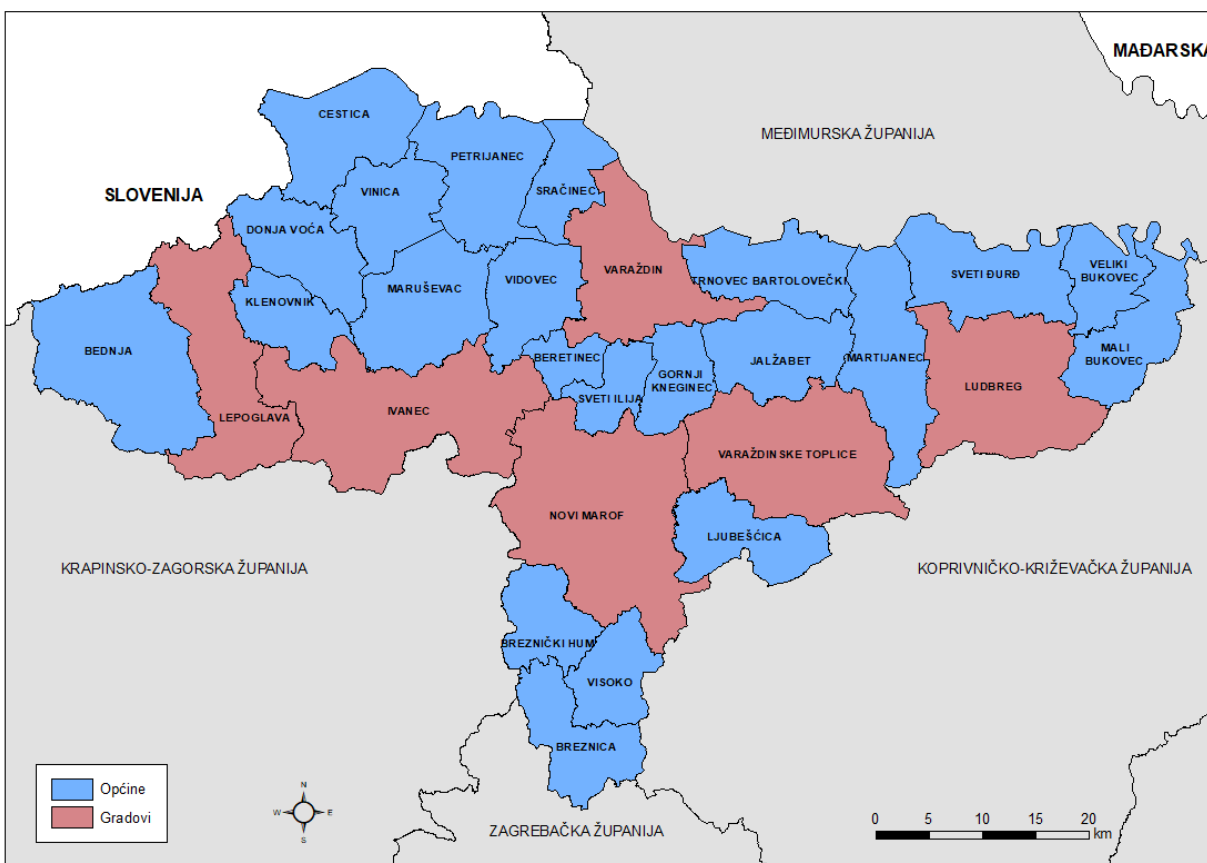 MAĐARSKA
MEĐIMURSKA ŽUPANIJA
CESTICA
PETRIJANEC
SLOVENIJA
VINICA
SRAČINEC
DONJA VOĆA
VARAŽDIN
VIDOVEC
TRNOVEC BARTOLOVEČKI
SVETI ĐURĐ
VELIKI
BUKOVEC
KLENOVNIK
MARUŠEVAC
BEDNJA
BERETINEC
GORNJI
KNEGINEC
JALŽABET
MARTIJANEC
LUDBREG
MALI
BUKOVEC
SVETI ILIJA
LEPOGLAVA
IVANEC
VARAŽDINSKE TOPLICE
NOVI MAROF
LJUBEŠĆICA
KRAPINSKO-ZAGORSKA ŽUPANIJA
KOPRIVNIČKO-KRIŽEVAČKA ŽUPANIJA
BREZNIČKI HUM
VISOKO
BREZNICA
Općine
Gradovi
N
W
E
S
ZAGREBAČKA ŽUPANIJA
0 5 10 15 20
km